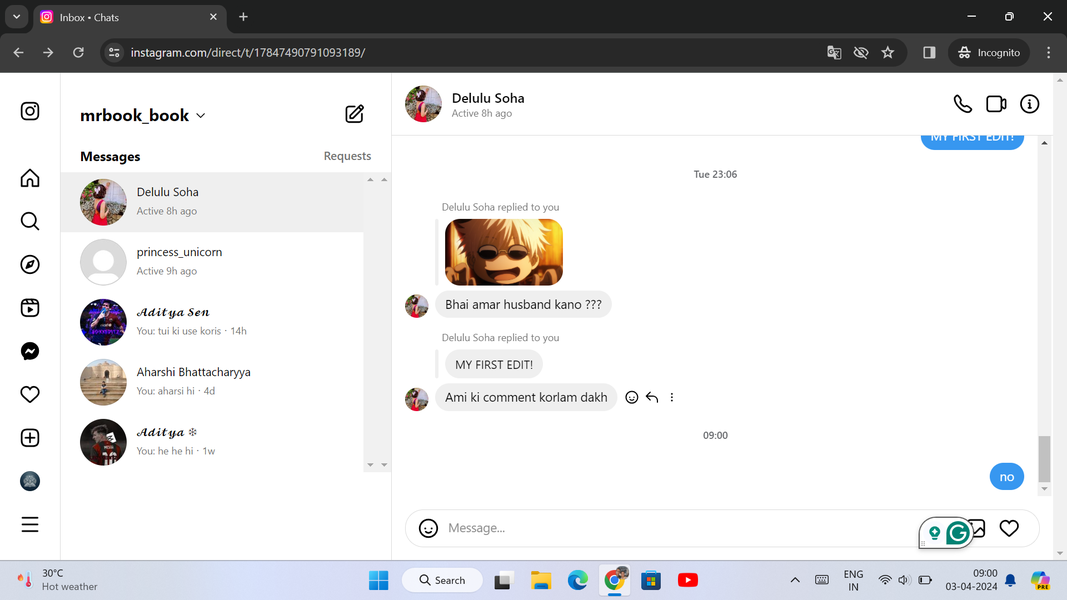 Inbox • Chats
instagram.com/direct/t/17847490791093189/
Incognito
mrbook_book
Messages
Requests
Delulu Soha
Active 8h ago
princess_unicorn
Active 9h ago
𝓐𝓭𝓲𝓽𝔂𝓪 𝓢𝓮𝓷
You: tui ki use koris · 14h
Aharshi Bhattacharyya
You: aharsi hi · 4d
𝓐𝓭𝓲𝓽𝔂𝓪 ❄
You: he he hi · 1w
Delulu Soha
Active 8h ago
MY FIRST EDIT!
Tue 23:06
Delulu Soha replied to you
Bhai amar husband kano ???
Delulu Soha replied to you
MY FIRST EDIT!
Ami ki comment korlam dakh
09:00
no
Message...
30°C
Hot weather
Search
ENG
IN
09:00
03-04-2024
PRE